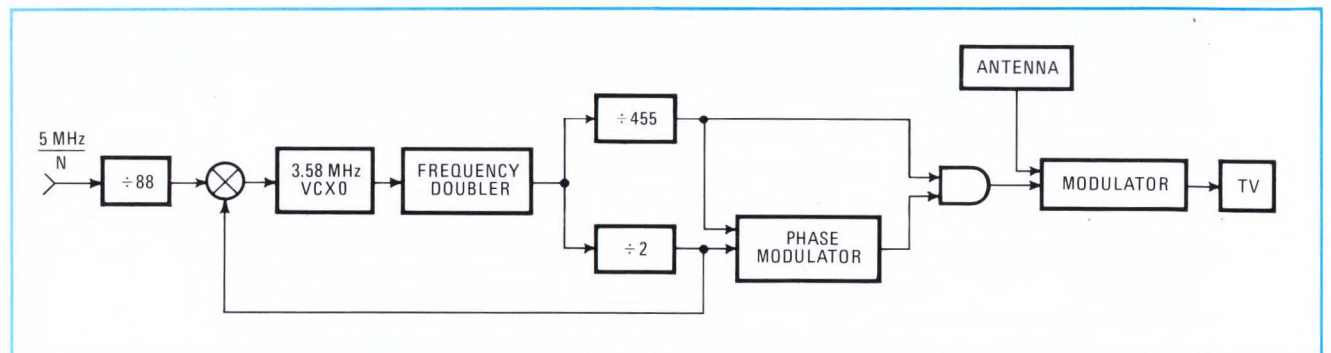 ANTENNA
5 MHz
N
÷88
3.58 MHz
VCXO
FREQUENCY
DOUBLER
÷455
÷2
PHASE
MODULATOR
MODULATOR
TV